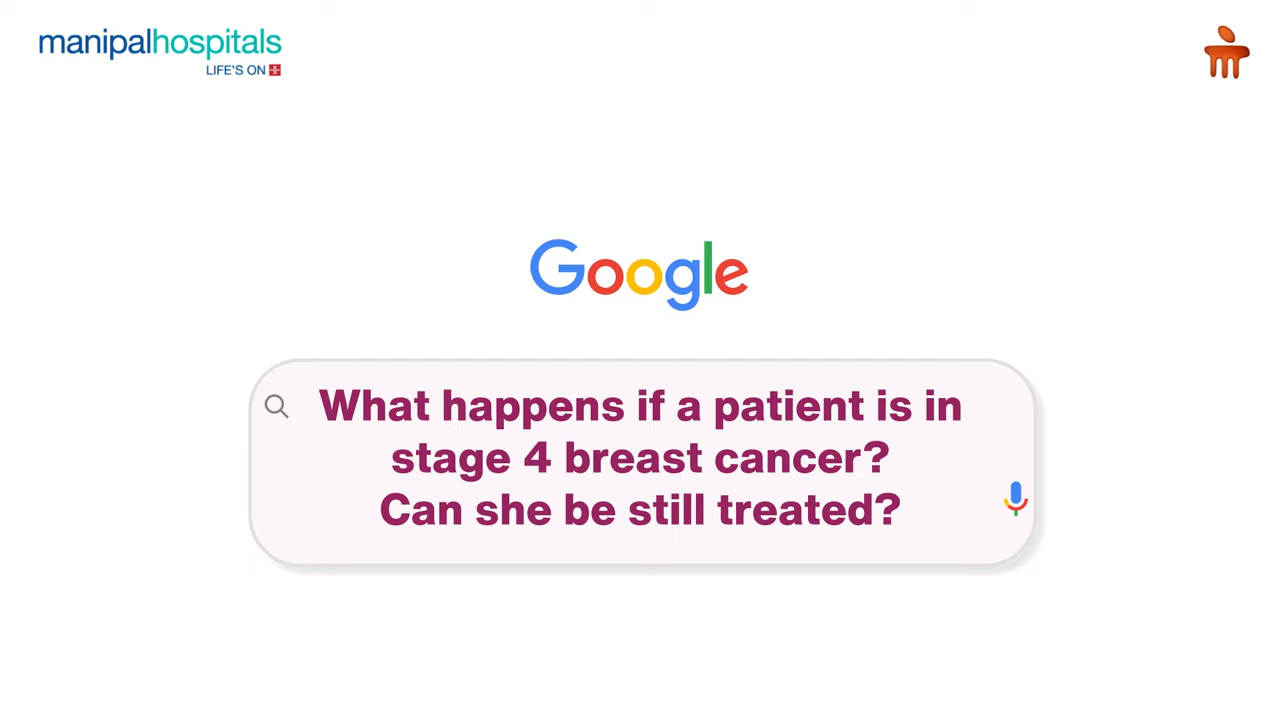 manipalhospitals
LIFE'S ON
Google
What happens if a patient is in
stage 4 breast cancer?
Can she be still treated?